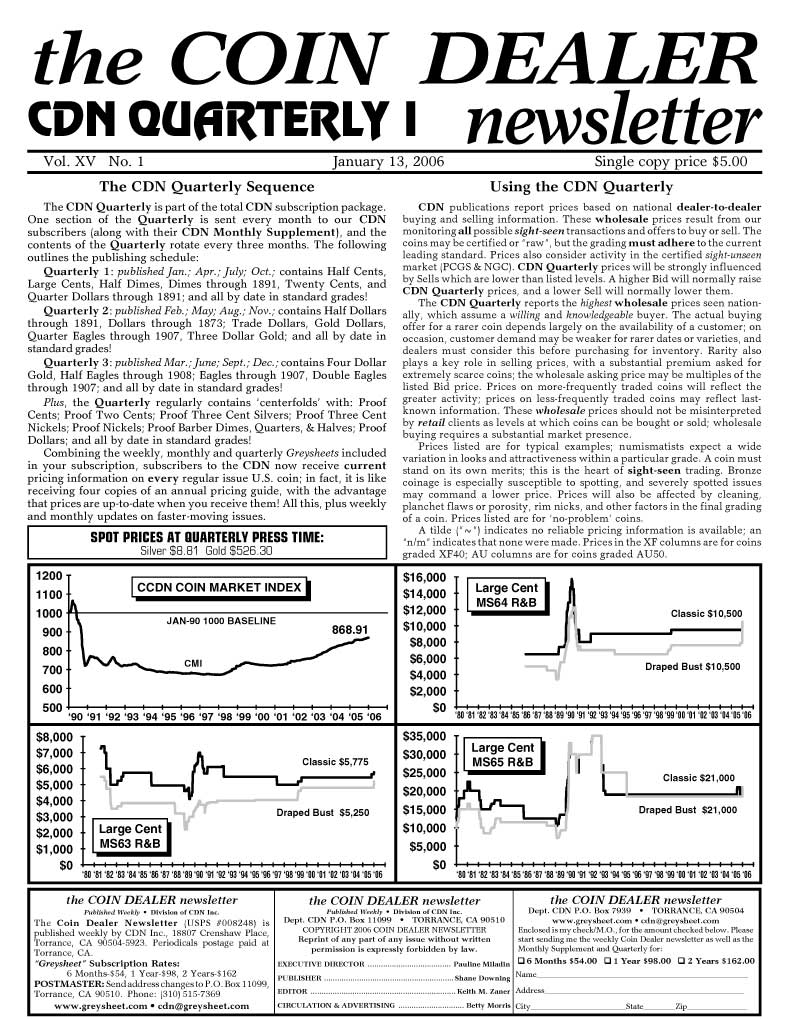 the COIN DEALER
CDN QUARTERLY I newsletter
Vol. XV No. 1 January 13, 2006 Single copy price $5.00
The CDN Quarterly Sequence
The CDN Quarterly is part of the total CDN subscription package.
One section of the Quarterly is sent every month to our CDN
subscribers (along with their CDN Monthly Supplement), and the
contents of the Quarterly rotate every three months. The following
outlines the publishing schedule:
Quarterly 1: published Jan.; Apr.; July; Oct.; contains Half Cents,
Large Cents, Half Dimes, Dimes through 1891, Twenty Cents, and
Quarter Dollars through 1891; and all by date in standard grades!
Quarterly 2: published Feb.; May; Aug.; Nov.; contains Half Dollars
through 1891, Dollars through 1873; Trade Dollars, Gold Dollars,
Quarter Eagles through 1907, Three Dollar Gold; and all by date in
standard grades!
Quarterly 3: published Mar.; June; Sept.; Dec.; contains Four Dollar
Gold, Half Eagles through 1908; Eagles through 1907, Double Eagles
through 1907; and all by date in standard grades!
Plus, the Quarterly regularly contains 'centerfolds' with: Proof
Cents; Proof Two Cents; Proof Three Cent Silvers; Proof Three Cent
Nickels; Proof Nickels; Proof Barber Dimes, Quarters, & Halves; Proof
Dollars; and all by date in standard grades!
Combining the weekly, monthly and quarterly Greysheets included
in your subscription, subscribers to the CDN now receive current
pricing information on every regular issue U.S. coin; in fact, it is like
receiving four copies of an annual pricing guide, with the advantage
that prices are up-to-date when you receive them! All this, plus weekly
and monthly updates on faster-moving issues.
SPOT PRICES AT QUARTERLY PRESS TIME:
Silver $8.81 Gold $526.30
Using the CDN Quarterly
CDN publications report prices based on national dealer-to-dealer
buying and selling information. These wholesale prices result from our
monitoring all possible sight-seen transactions and offers to buy or sell. The
coins may be certified or "raw", but the grading must adhere to the current
leading standard. Prices also consider activity in the certified sight-unseen
market (PCGS & NGC). CDN Quarterly prices will be strongly influenced
by Sells which are lower than listed levels. A higher Bid will normally raise
CDN Quarterly prices, and a lower Sell will normally lower them.
The CDN Quarterly reports the highest wholesale prices seen nation-
ally, which assume a willing and knowledgeable buyer. The actual buying
offer for a rarer coin depends largely on the availability of a customer; on
occasion, customer demand may be weaker for rarer dates or varieties, and
dealers must consider this before purchasing for inventory. Rarity also
plays a key role in selling prices, with a substantial premium asked for
extremely scarce coins; the wholesale asking price may be multiples of the
listed Bid price. Prices on more-frequently traded coins will reflect the
greater activity; prices on less-frequently traded coins may reflect last-
known information. These wholesale prices should not be misinterpreted
by retail clients as levels at which coins can be bought or sold; wholesale
buying requires a substantial market presence.
Prices listed are for typical examples; numismatists expect a wide
variation in looks and attractiveness within a particular grade. A coin must
stand on its own merits; this is the heart of sight-seen trading. Bronze
coinage is especially susceptible to spotting, and severely spotted issues
may command a lower price. Prices will also be affected by cleaning,
planchet flaws or porosity, rim nicks, and other factors in the final grading
of a coin. Prices listed are for 'no-problem' coins.
A tilde ("~") indicates no reliable pricing information is available; an
"n/m" indicates that none were made. Prices in the XF columns are for coins
graded XF40; AU columns are for coins graded AU50.
1200
1100
1000
900
800
700
600
500
CCDN COIN MARKET INDEX
JAN-90 1000 BASELINE
868.91
CMI
'90 '91 '92 '93 '94 '95 '96 '97 '98 '99 '00 '01 '02 '03 '04 '05 '06
$16,000
$14,000
$12,000
$10,000
$8,000
$6,000
$4,000
$2,000
$0
Large Cent
MS64 R&B
Classic $10,500
Draped Bust $10,500
'80 '81 '82 '83 '84 '85 '86 '87 '88 '89 '90 '91 '92 '93 '94 '95 '96 '97 '98 '99 '00 '01 '02 '03 '04 '05 '06
$8,000
$7,000
$6,000
$5,000
$4,000
$3,000
$2,000
$1,000
$0
Classic $5,775
Draped Bust $5,250
Large Cent
MS63 R&B
'80 '81 '82 '83 '84 '85 '86 '87 '88 '89 '90 '91 '92 '93 '94 '95 '96 '97 '98 '99 '00 '01 '02 '03 '04 '05 '06
$35,000
$30,000
$25,000
$20,000
$15,000
$10,000
$5,000
$0
Large Cent
MS65 R&B
Classic $21,000
Draped Bust $21,000
'80 '81 '82 '83 '84 '85 '86 '87 '88 '89 '90 '91 '92 '93 '94 '95 '96 '97 '98 '99 '00 '01 '02 '03 '04 '05 '06
the COIN DEALER newsletter
Published Weekly • Division of CDN Inc.
The Coin Dealer Newsletter (USPS #008248) is
published weekly by CDN Inc., 18807 Crenshaw Place,
Torrance, CA 90504-5923. Periodicals postage paid at
Torrance, CA.
"Greysheet" Subscription Rates:
6 Months-$54, 1 Year-$98, 2 Years-$162
POSTMASTER: Send address changes to P.O. Box 11099,
Torrance, CA 90510. Phone: (310) 515-7369
www.greysheet.com • cdn@greysheet.com
the COIN DEALER newsletter
Published Weekly • Division of CDN Inc.
Dept. CDN P.O. Box 11099 • TORRANCE, CA 90510
COPYRIGHT 2006 COIN DEALER NEWSLETTER
Reprint of any part of any issue without written
permission is expressly forbidden by law.
EXECUTIVE DIRECTOR ................ Pauline Miladin
PUBLISHER ................ Shane Downing
EDITOR ................ Keith M. Zaner
CIRCULATION & ADVERTISING ................ Betty Morris
the COIN DEALER newsletter
Dept. CDN P.O. Box 7939 • TORRANCE, CA 90504
www.greysheet.com • cdn@greysheet.com
Enclosed is my check/M.O., for the amount checked below. Please
start sending me the weekly Coin Dealer newsletter as well as the
Monthly Supplement and Quarterly for:
❑ 6 Months $54.00 ❑ 1 Year $98.00 ❑ 2 Years $162.00
Name
Address
City State Zip